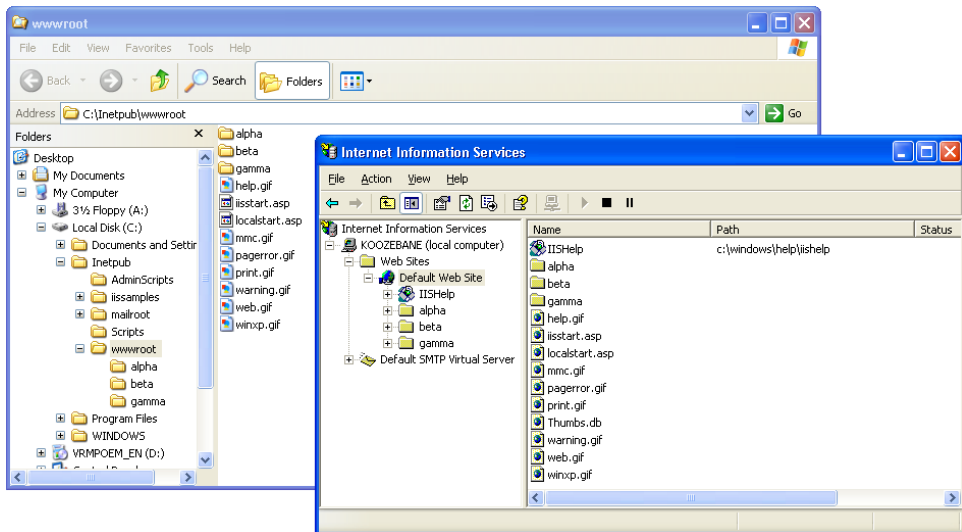 wwwroot
File Edit View Favorites Tools Help
Back Search Folders
Address C:\Inetpub\wwwroot Go
Folders
Desktop
My Documents
My Computer
3½ Floppy (A:)
Local Disk (C:)
Documents and Settir
Inetpub
AdminScripts
iissamples
mailroot
Scripts
wwwroot
alpha
beta
gamma
Program Files
WINDOWS
VRMPOEM_EN (D:)
alpha
beta
gamma
help.gif
iisstart.asp
localstart.asp
mmc.gif
pagerror.gif
print.gif
warning.gif
web.gif
winxp.gif
Internet Information Services
File Action View Help
Internet Information Services
KOOZEBANE (local computer)
Web Sites
Default Web Site
IISHelp
alpha
beta
gamma
Default SMTP Virtual Server
Name Path Status
IISHelp c:\windows\help\iishelp
alpha
beta
gamma
help.gif
iisstart.asp
localstart.asp
mmc.gif
pagerror.gif
print.gif
Thumbs.db
warning.gif
web.gif
winxp.gif